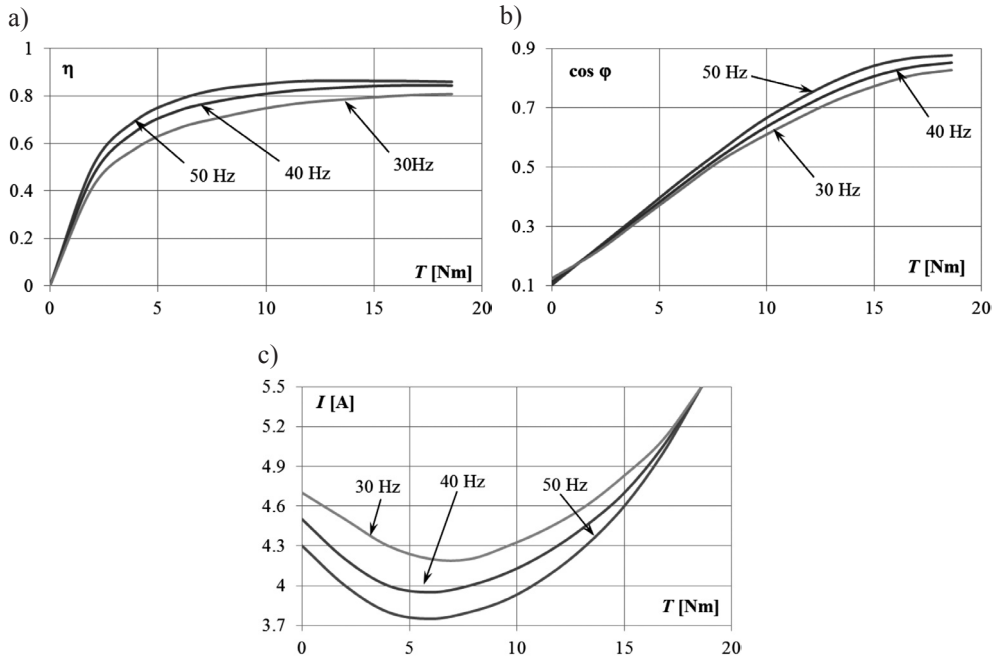 a)
1
0.8
0.6
0.4
0.2
0
η
50 Hz
40 Hz
30Hz
T [Nm]
0 5 10 15 20
b)
0.9
0.7
0.5
0.3
0.1
cos φ
50 Hz
40 Hz
30 Hz
T [Nm]
0 5 10 15 20
c)
5.5
5.2
4.9
4.6
4.3
4
3.7
I [A]
30 Hz
40 Hz
50 Hz
T [Nm]
0 5 10 15 20